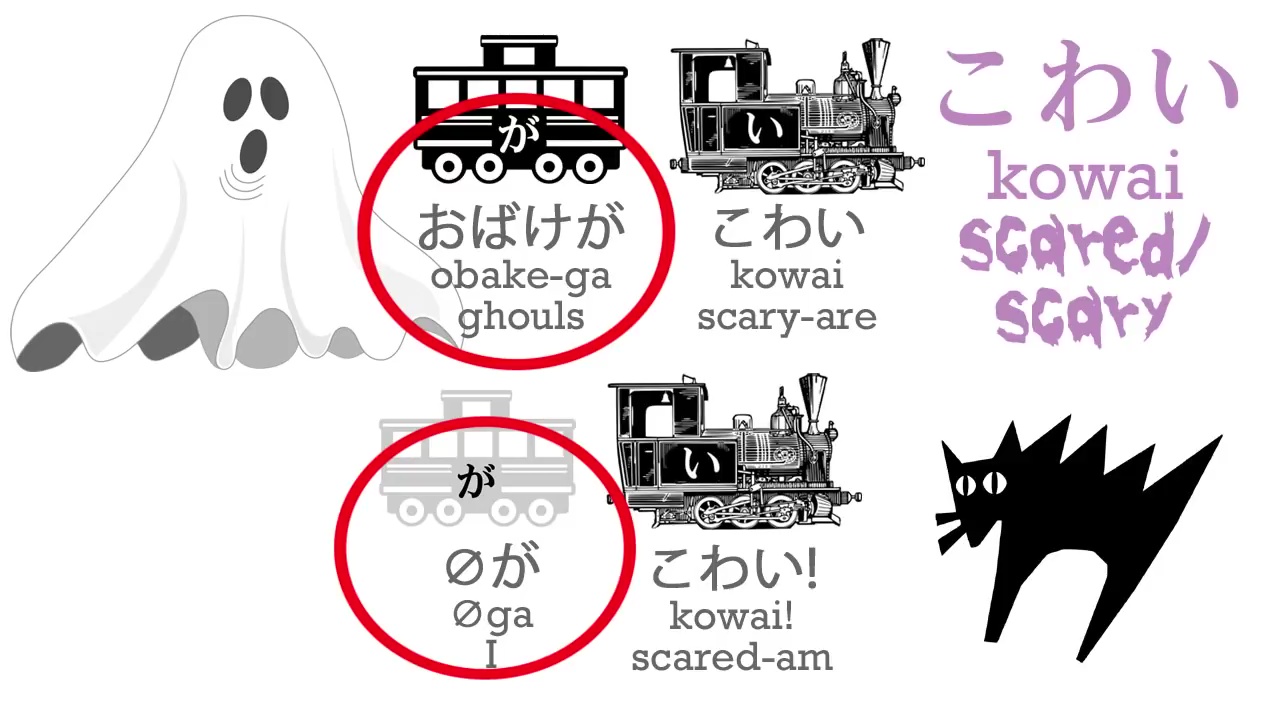 が
い
おばけが
obake-ga
ghouls
こわい
kowai
scary-are
こわい
kowai
scared/
scary
が
い
∅が
∅ga
I
こわい!
kowai!
scared-am